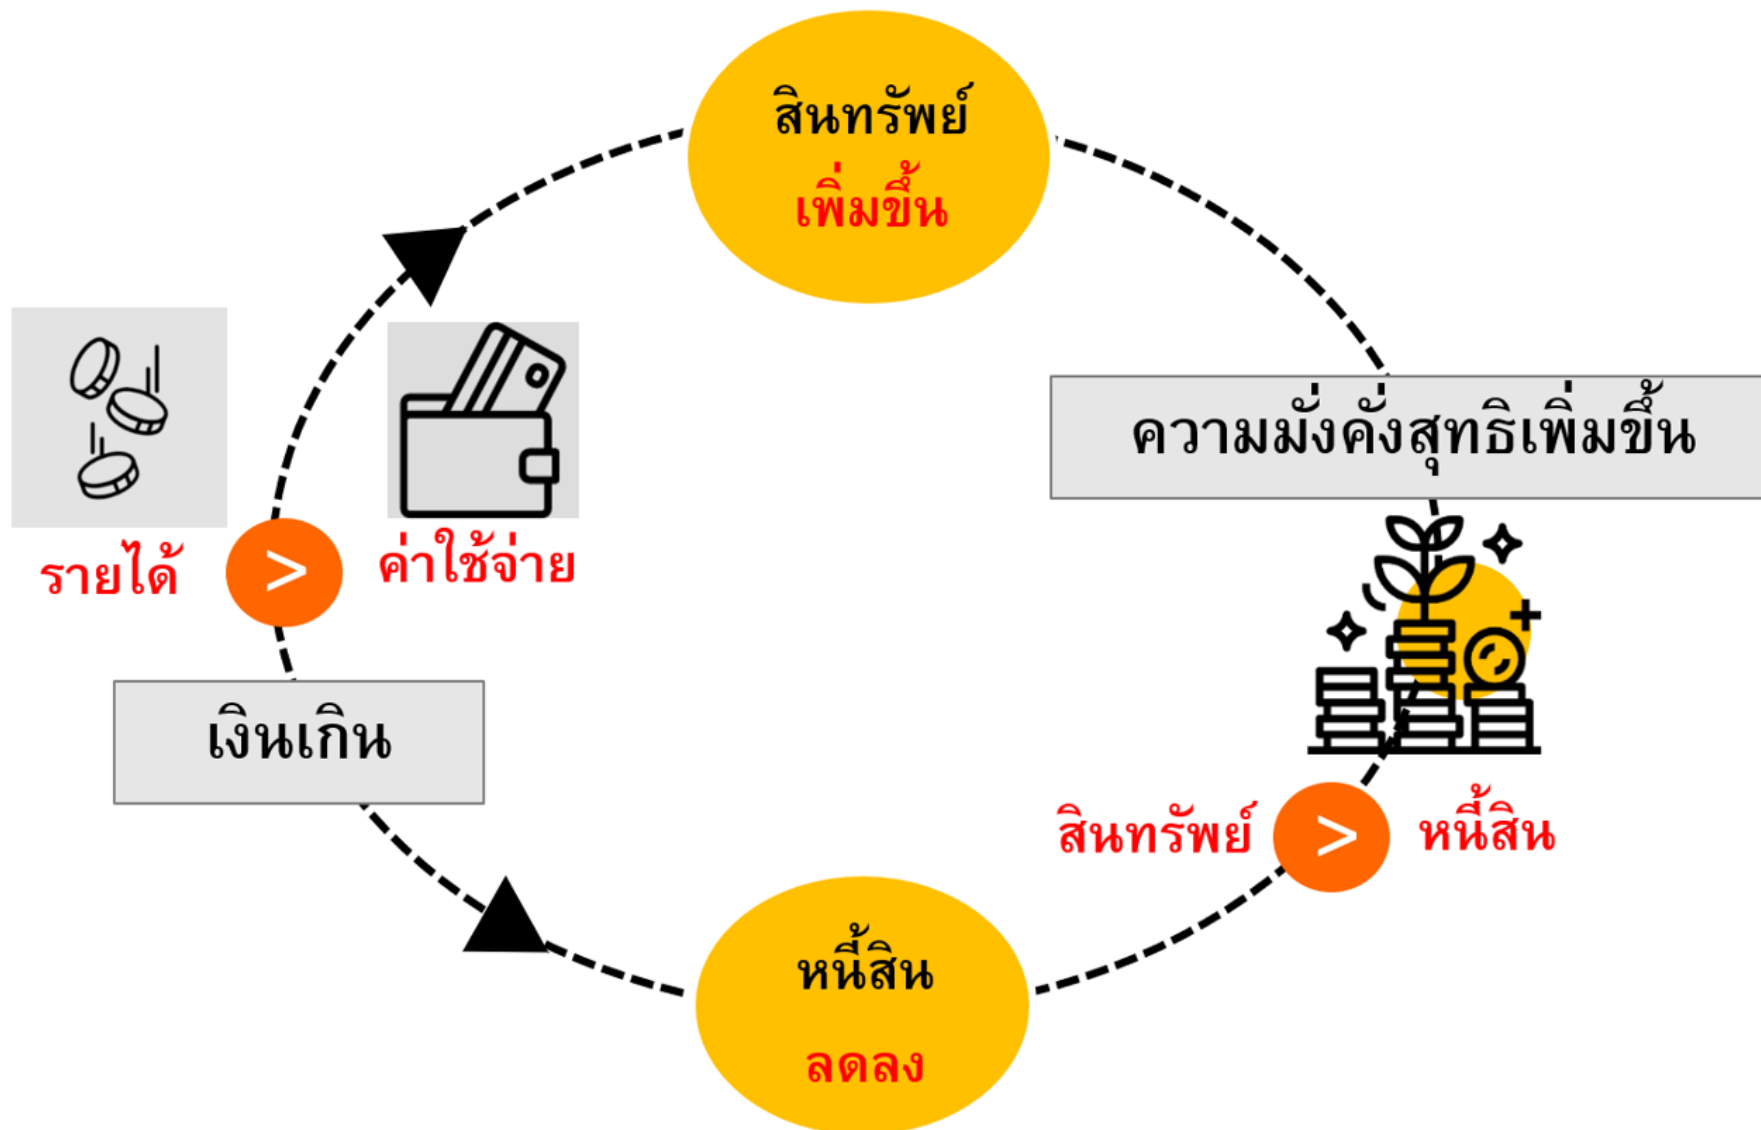 สินทรัพย์
เพิ่มขึ้น
ความมั่งคั่งสุทธิเพิ่มขึ้น
รายได้ > ค่าใช้จ่าย
เงินเกิน
สินทรัพย์ > หนี้สิน
หนี้สิน
ลดลง